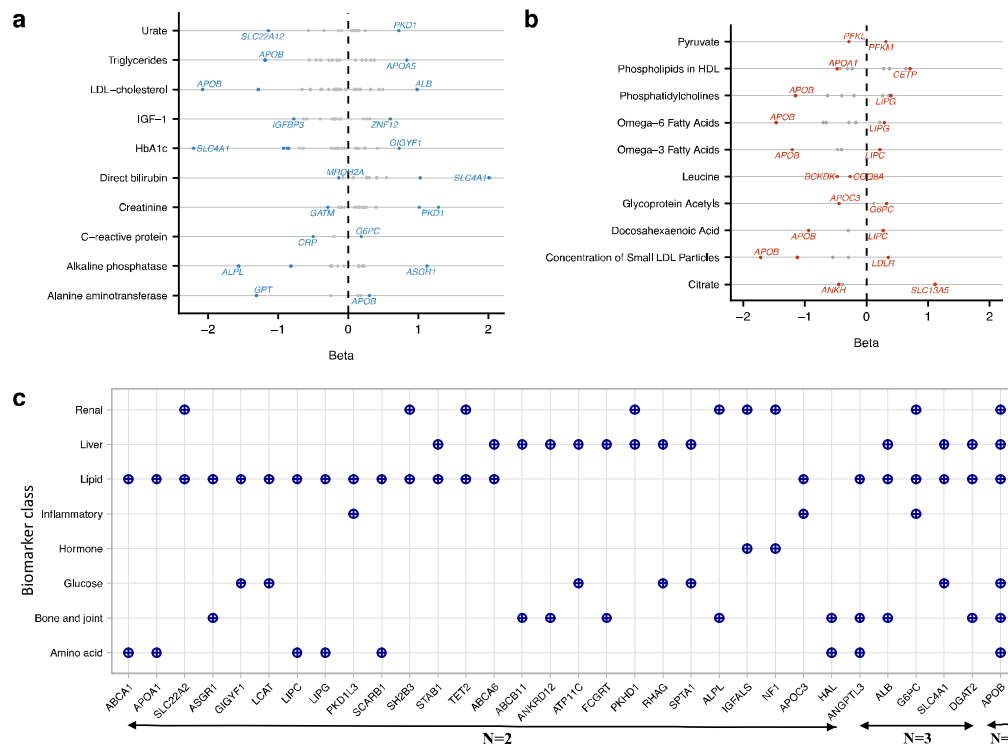 a
Urate
SLC22A12
PKD1
Triglycerides
APOB
APOA5
LDL−cholesterol
APOB
ALB
IGF−1
IGFBP3
ZNF12
HbA1c
SLC4A1
GIGYF1
Direct bilirubin
MROH2A
SLC4A1
Creatinine
GATM
PKD1
C−reactive protein
CRP
G6PC
Alkaline phosphatase
ALPL
ASGR1
Alanine aminotransferase
GPT
APOB
−2 −1 0 1 2
Beta
b
Pyruvate
PFKL
PFKM
Phospholipids in HDL
APOA1
CETP
Phosphatidylcholines
APOB
LIPG
Omega−6 Fatty Acids
APOB
LIPG
Omega−3 Fatty Acids
APOB
LIPC
Leucine
BCKDK
Glycoprotein Acetyls
APOC3
G6PC
Docosahexaenoic Acid
APOB
LIPC
Concentration of Small LDL Particles
APOB
LDLR
Citrate
ANKH
SLC13A5
−2 −1 0 1 2
Beta
c
Biomarker class
Renal
Liver
Lipid
Inflammatory
Hormone
Glucose
Bone and joint
Amino acid
ABCA1
APOA1
SLC22A2
ASGR1
GIGYF1
LCAT
LIPC
LIPG
PKD1L3
SCARB1
SH2B3
STAB1
TET2
ABCA6
ABCB11
ANKRD12
ATP11C
FCGRT
PKHD1
RHAG
SPTA1
ALPL
IGFALS
NF1
APOC3
HAL
ANGPTL3
ALB
G6PC
SLC4A1
DGAT2
APOB
N=2
N=3
N=